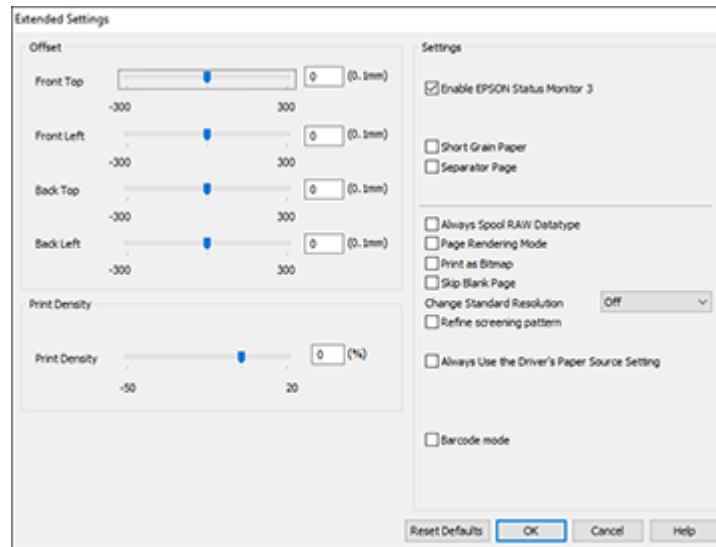 Extended Settings
Offset
Front Top
0 (0.1mm)
-300 300
Front Left
0 (0.1mm)
-300 300
Back Top
0 (0.1mm)
-300 300
Back Left
0 (0.1mm)
-300 300
Print Density
Print Density
0 (%)
-50 20
Settings
Enable EPSON Status Monitor 3
Short Grain Paper
Separator Page
Always Spool RAW Datatype
Page Rendering Mode
Print as Bitmap
Skip Blank Page
Change Standard Resolution Off
Refine screening pattern
Always Use the Driver's Paper Source Setting
Barcode mode
Reset Defaults OK Cancel Help